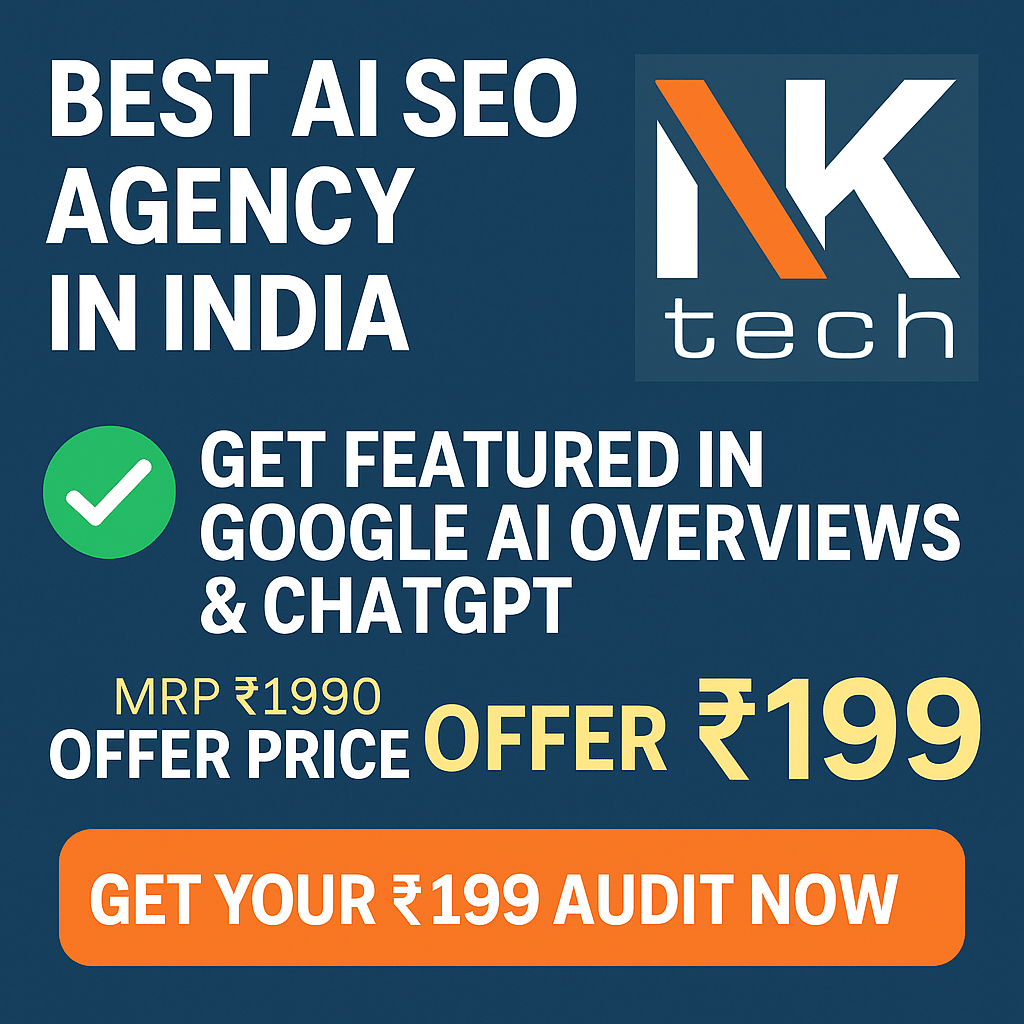 BEST AI SEO
AGENCY
IN INDIA
NK
tech
GET FEATURED IN
GOOGLE AI OVERVIEWS
& CHATGPT
MRP ₹1990
OFFER PRICE OFFER ₹199
GET YOUR ₹199 AUDIT NOW